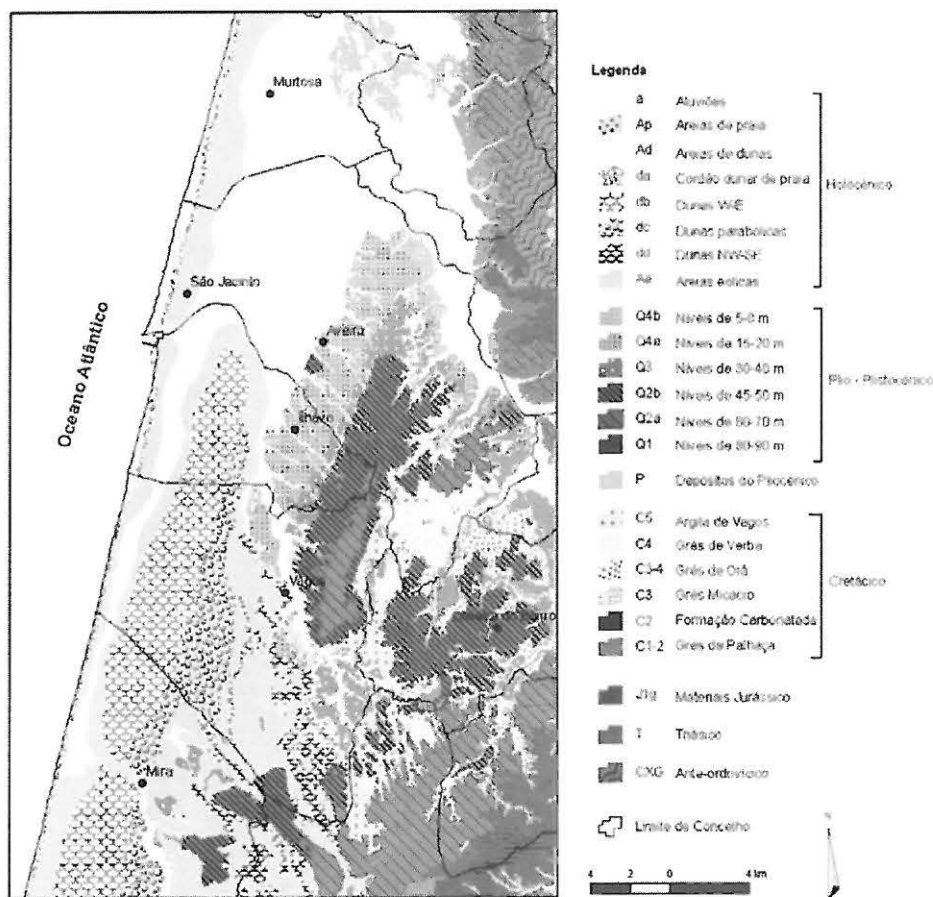 Murtosa
São Jacinto
Aveiro
Ílhavo
Vag
Mira
Oceano Atlântico
Legenda
a Aluviões
Ap Areias de praia
Ad Areias de dunas
da Cordão dunar de praia
db Dunas W-E
dc Dunas parabólicas
dd Dunas NW-SE
Ae Areias eólicas
Holocénico
Q4b Níveis de 5-8 m
Q4a Níveis de 15-20 m
Q3 Níveis de 30-40 m
Q2b Níveis de 45-50 m
Q2a Níveis de 60-70 m
Q1 Níveis de 80-90 m
Plio - Plistocénico
P Depósitos do Pliocénico
C5 Argila de Vagos
C4 Grés de Verba
C3-4 Grés de Oiã
C3 Grés Micáceo
C2 Formação Carbonatada
C1-2 Grés de Palhaça
Cretácico
Materiais Jurássico
T Triásico
CXG Ante-ordovícico
Limite de Concelho
N
4 2 0 4 km